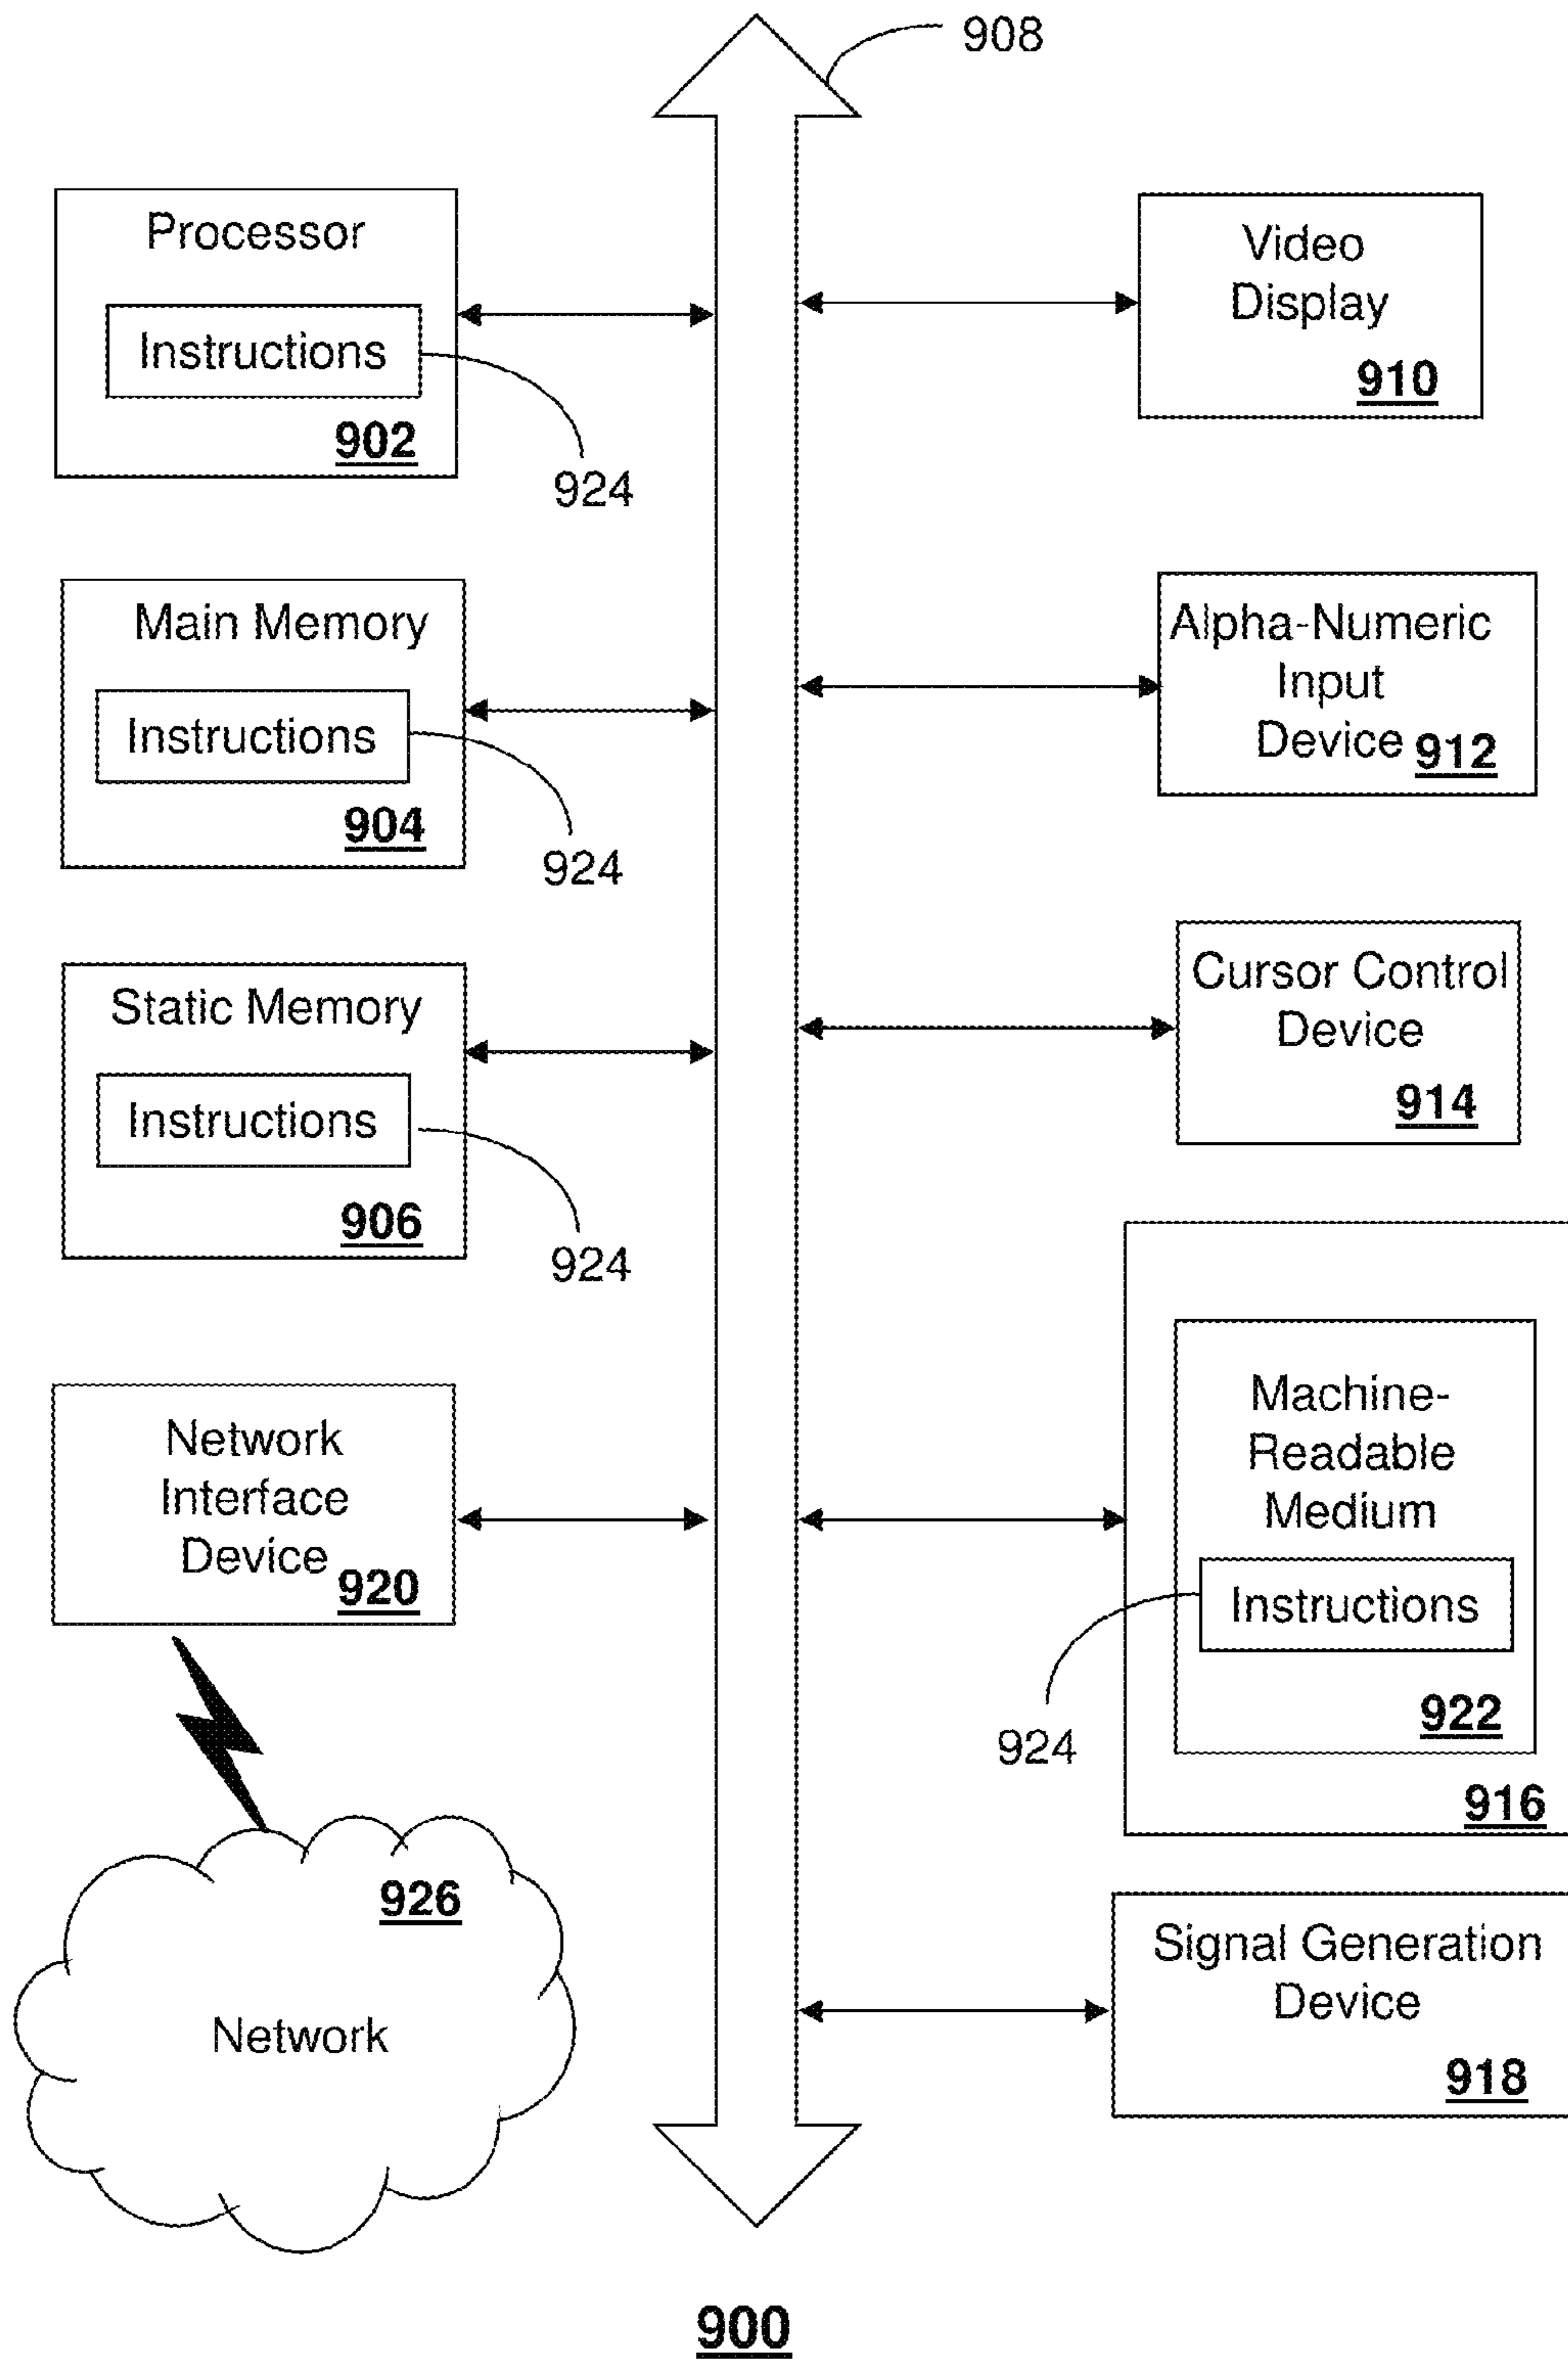 908
Processor
Instructions
902
924
Main Memory
Instructions
904
924
Static Memory
Instructions
906
924
Network
Interface
Device
920
926
Network
Video
Display
910
Alpha-Numeric
Input
Device 912
Cursor Control
Device
914
Machine-
Readable
Medium
Instructions
924
922
916
Signal Generation
Device
918
900